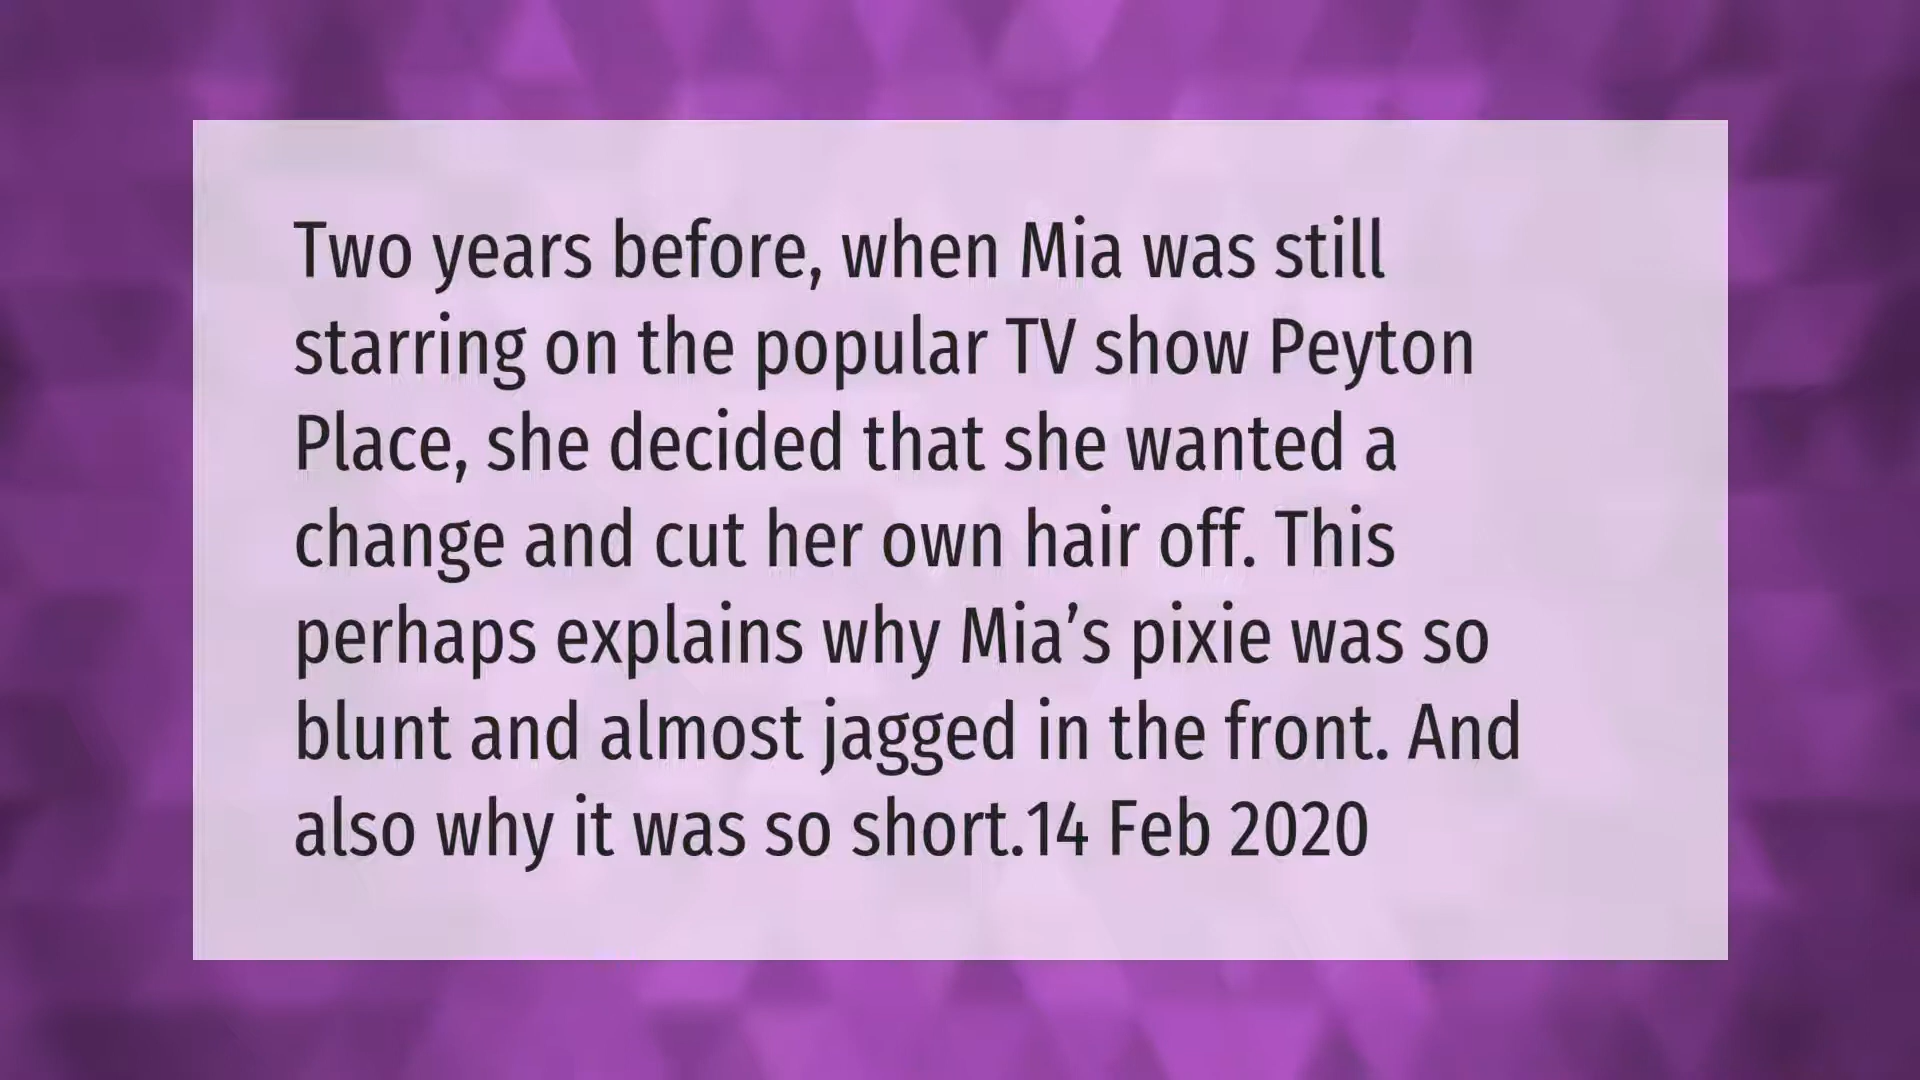 Two years before, when Mia was still
starring on the popular TV show Peyton
Place, she decided that she wanted a
change and cut her own hair off. This
perhaps explains why Mia’s pixie was so
blunt and almost jagged in the front. And
also why it was so short.14 Feb 2020